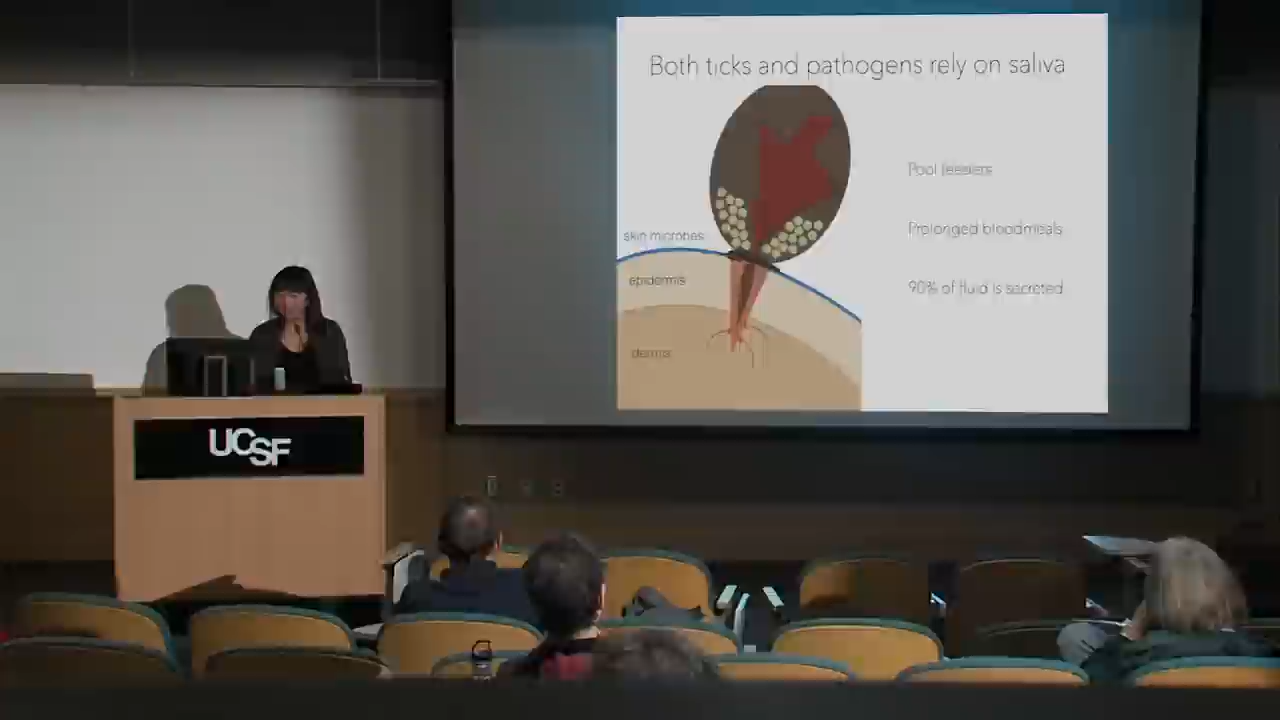 Both ticks and pathogens rely on saliva
Pool feeders
skin microbes
Prolonged bloodmeals
epidermis
90% of fluid is secreted
dermis
UCSF